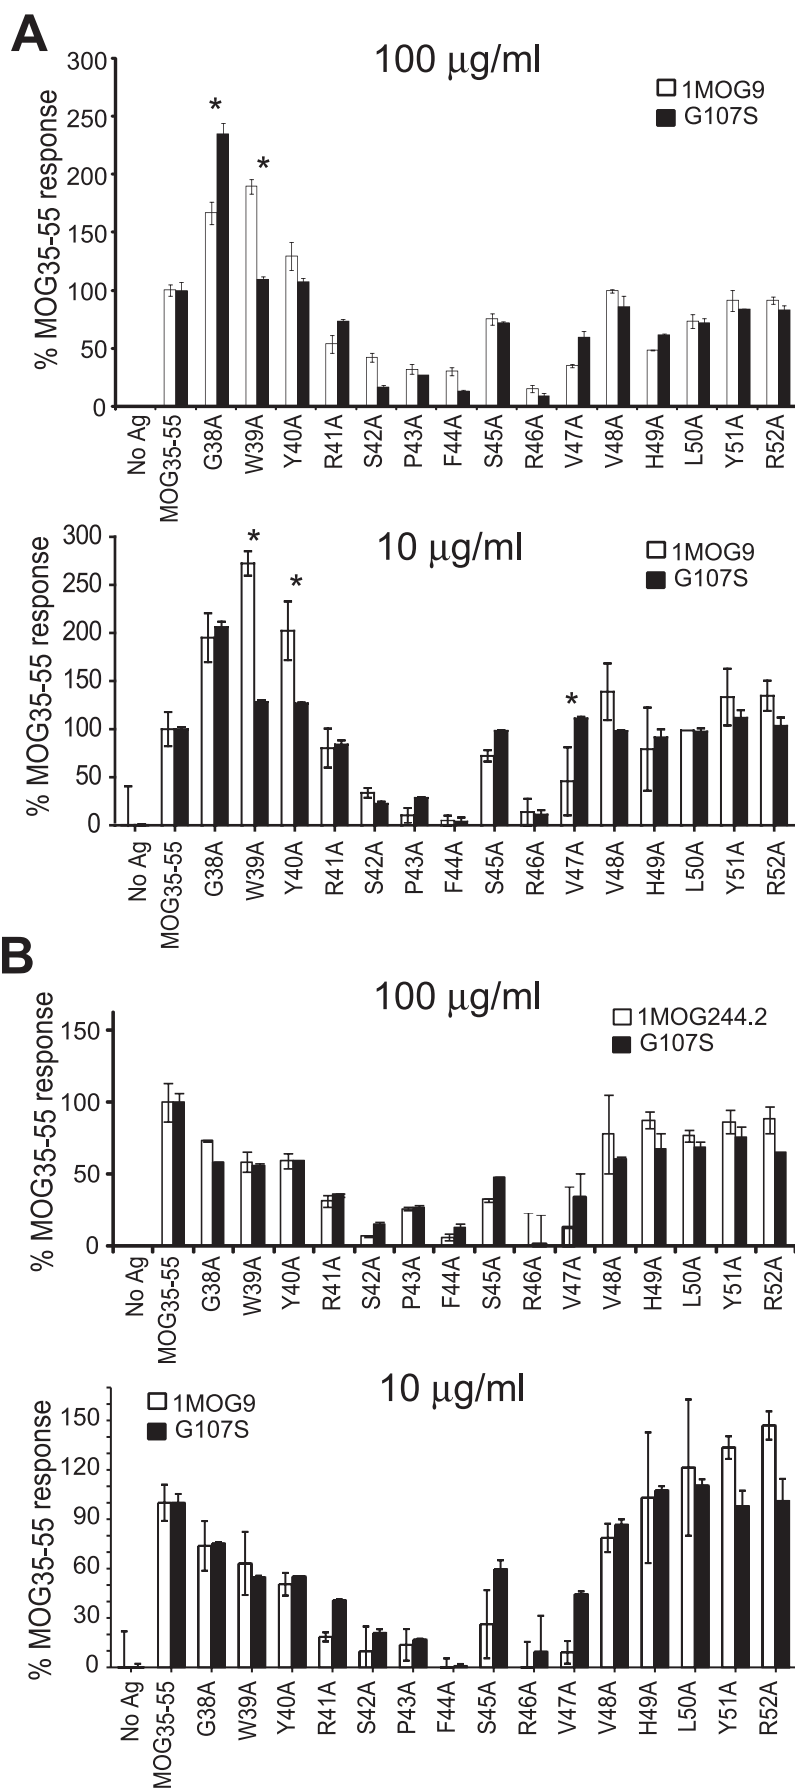 A
100 μg/ml
% MOG35-55 response
300
250
200
150
100
50
0
1MOG9
G107S
*
*
No Ag
MOG35-55
G38A
W39A
Y40A
R41A
S42A
P43A
F44A
S45A
R46A
V47A
V48A
H49A
L50A
Y51A
R52A
10 μg/ml
% MOG35-55 response
300
250
200
150
100
50
0
1MOG9
G107S
*
*
*
No Ag
MOG35-55
G38A
W39A
Y40A
R41A
S42A
P43A
F44A
S45A
R46A
V47A
V48A
H49A
L50A
Y51A
R52A
B
100 μg/ml
% MOG35-55 response
150
100
50
0
1MOG244.2
G107S
No Ag
MOG35-55
G38A
W39A
Y40A
R41A
S42A
P43A
F44A
S45A
R46A
V47A
V48A
H49A
L50A
Y51A
R52A
10 μg/ml
% MOG35-55 response
150
120
90
60
30
0
1MOG9
G107S
No Ag
MOG35-55
G38A
W39A
Y40A
R41A
S42A
P43A
F44A
S45A
R46A
V47A
V48A
H49A
L50A
Y51A
R52A